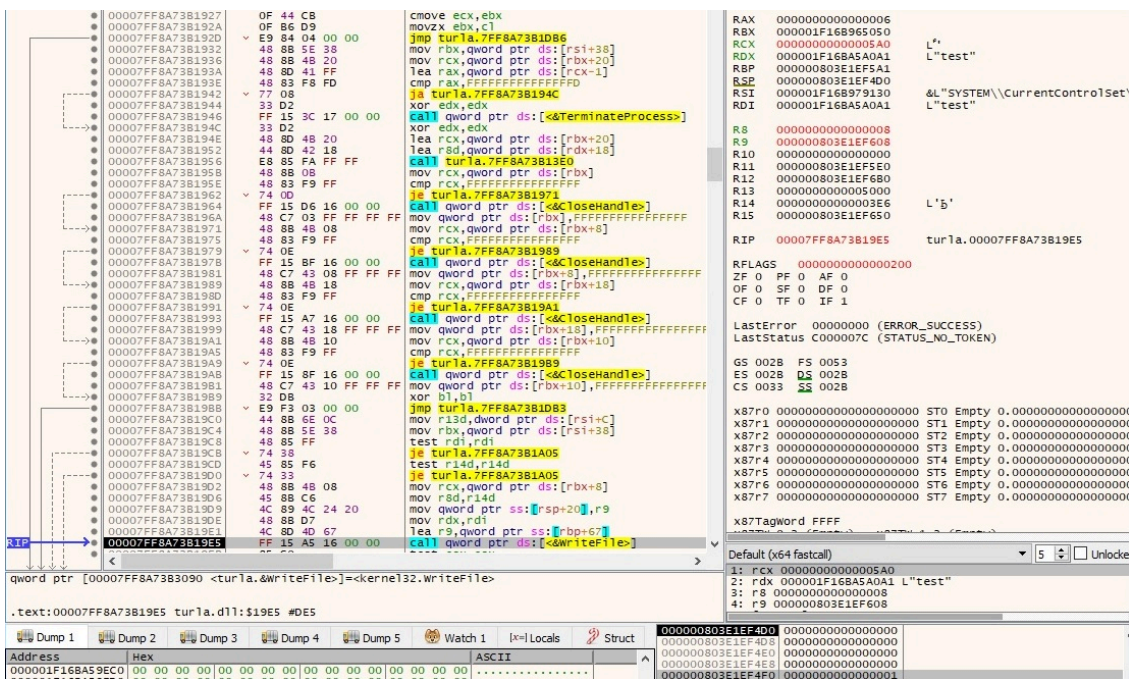 00007FF8A73B1927 0F 44 CB cmove ecx,ebx
00007FF8A73B192A 0F B6 D9 movzx ebx,cl
00007FF8A73B192D E9 84 04 00 00 jmp turla.7FF8A73B1DB6
00007FF8A73B1932 48 8B 5E 38 mov rbx,qword ptr ds:[rsi+38]
00007FF8A73B1936 48 8B 4B 20 mov rcx,qword ptr ds:[rbx+20]
00007FF8A73B193A 48 8D 41 FF lea rax,qword ptr ds:[rcx-1]
00007FF8A73B193E 48 83 F8 FD cmp rax,FFFFFFFFFFFFFFFD
00007FF8A73B1942 77 08 ja turla.7FF8A73B194C
00007FF8A73B1944 33 D2 xor edx,edx
00007FF8A73B1946 FF 15 3C 17 00 00 call qword ptr ds:[<&TerminateProcess>]
00007FF8A73B194C 33 D2 xor edx,edx
00007FF8A73B194E 48 8D 4B 20 lea rcx,qword ptr ds:[rbx+20]
00007FF8A73B1952 44 8D 42 18 lea r8d,qword ptr ds:[rdx+18]
00007FF8A73B1956 E8 85 FA FF FF call turla.7FF8A73B13E0
00007FF8A73B195B 48 8B 0B mov rcx,qword ptr ds:[rbx]
00007FF8A73B195E 48 83 F9 FF cmp rcx,FFFFFFFFFFFFFFFF
00007FF8A73B1962 74 0D je turla.7FF8A73B1971
00007FF8A73B1964 FF 15 D6 16 00 00 call qword ptr ds:[<&CloseHandle>]
00007FF8A73B196A 48 C7 03 FF FF FF FF mov qword ptr ds:[rbx],FFFFFFFFFFFFFFFF
00007FF8A73B1971 48 8B 4B 08 mov rcx,qword ptr ds:[rbx+8]
00007FF8A73B1975 48 83 F9 FF cmp rcx,FFFFFFFFFFFFFFFF
00007FF8A73B1979 74 0E je turla.7FF8A73B1989
00007FF8A73B197B FF 15 BF 16 00 00 call qword ptr ds:[<&CloseHandle>]
00007FF8A73B1981 48 C7 43 08 FF FF FF mov qword ptr ds:[rbx+8],FFFFFFFFFFFFFFFF
00007FF8A73B1989 48 8B 4B 18 mov rcx,qword ptr ds:[rbx+18]
00007FF8A73B198D 48 83 F9 FF cmp rcx,FFFFFFFFFFFFFFFF
00007FF8A73B1991 74 0E je turla.7FF8A73B19A1
00007FF8A73B1993 FF 15 A7 16 00 00 call qword ptr ds:[<&CloseHandle>]
00007FF8A73B1999 48 C7 43 18 FF FF FF mov qword ptr ds:[rbx+18],FFFFFFFFFFFFFFF
00007FF8A73B19A1 48 8B 4B 10 mov rcx,qword ptr ds:[rbx+10]
00007FF8A73B19A5 48 83 F9 FF cmp rcx,FFFFFFFFFFFFFFFF
00007FF8A73B19A9 74 0E je turla.7FF8A73B19B9
00007FF8A73B19AB FF 15 8F 16 00 00 call qword ptr ds:[<&CloseHandle>]
00007FF8A73B19B1 48 C7 43 10 FF FF FF mov qword ptr ds:[rbx+10],FFFFFFFFFFFFFFF
00007FF8A73B19B9 32 DB xor bl,bl
00007FF8A73B19BB E9 F3 03 00 00 jmp turla.7FF8A73B1DB3
00007FF8A73B19C0 44 8B 6E 0C mov r13d,dword ptr ds:[rsi+C]
00007FF8A73B19C4 48 8B 5E 38 mov rbx,qword ptr ds:[rsi+38]
00007FF8A73B19C8 48 85 FF test rdi,rdi
00007FF8A73B19CB 74 38 je turla.7FF8A73B1A05
00007FF8A73B19CD 45 85 F6 test r14d,r14d
00007FF8A73B19D0 74 33 je turla.7FF8A73B1A05
00007FF8A73B19D2 48 8B 4B 08 mov rcx,qword ptr ds:[rbx+8]
00007FF8A73B19D6 45 8B C6 mov r8d,r14d
00007FF8A73B19D9 4C 89 4C 24 20 mov qword ptr ss:[rsp+20],r9
00007FF8A73B19DE 48 8B D7 mov rdx,rdi
00007FF8A73B19E1 4C 8D 4D 67 lea r9,qword ptr ss:[rbp+67]
RIP 00007FF8A73B19E5 FF 15 A5 16 00 00 call qword ptr ds:[<&WriteFile>]
qword ptr [00007FF8A73B3090 <turla.&WriteFile>]=<kernel32.WriteFile>
.text:00007FF8A73B19E5 turla.dll:$19E5 #DE5
RAX 0000000000000006
RBX 000001F16B965050
RCX 00000000000005A0
RDX 000001F16BA5A0A1 L"test"
RBP 000000803E1EF5A1
RSP 000000803E1EF4D0
RSI 000001F16B979130 &L"SYSTEM\\CurrentControlSet\
RDI 000001F16BA5A0A1 L"test"
R8 0000000000000008
R9 000000803E1EF608
R10 0000000000000000
R11 000000803E1EF5E0
R12 000000803E1EF6B0
R13 0000000000005000
R14 00000000000003E6
R15 000000803E1EF650
RIP 00007FF8A73B19E5 turla.00007FF8A73B19E5
RFLAGS 0000000000000200
ZF 0 PF 0 AF 0
OF 0 SF 0 DF 0
CF 0 TF 0 IF 1
LastError 00000000 (ERROR_SUCCESS)
LastStatus C000007C (STATUS_NO_TOKEN)
GS 002B FS 0053
ES 002B DS 002B
CS 0033 SS 002B
x87r0 00000000000000000000 ST0 Empty 0.0000000000000000
x87r1 00000000000000000000 ST1 Empty 0.0000000000000000
x87r2 00000000000000000000 ST2 Empty 0.0000000000000000
x87r3 00000000000000000000 ST3 Empty 0.0000000000000000
x87r4 00000000000000000000 ST4 Empty 0.0000000000000000
x87r5 00000000000000000000 ST5 Empty 0.0000000000000000
x87r6 00000000000000000000 ST6 Empty 0.0000000000000000
x87r7 00000000000000000000 ST7 Empty 0.0000000000000000
x87TagWord FFFF
Default (x64 fastcall) 5 Unlocke
1: rcx 00000000000005A0
2: rdx 000001F16BA5A0A1 L"test"
3: r8 0000000000000008
4: r9 000000803E1EF608
Dump 1 Dump 2 Dump 3 Dump 4 Dump 5 Watch 1 [x=] Locals Struct
Address Hex ASCII
000001F16BA59EC0 00 00 00 00 00 00 00 00 00 00 00 00 00 00 00 00 ................
000000803E1EF4D0 0000000000000000
000000803E1EF4D8 0000000000000000
000000803E1EF4E0 0000000000000000
000000803E1EF4E8 0000000000000000
000000803E1EF4F0 0000000000000001